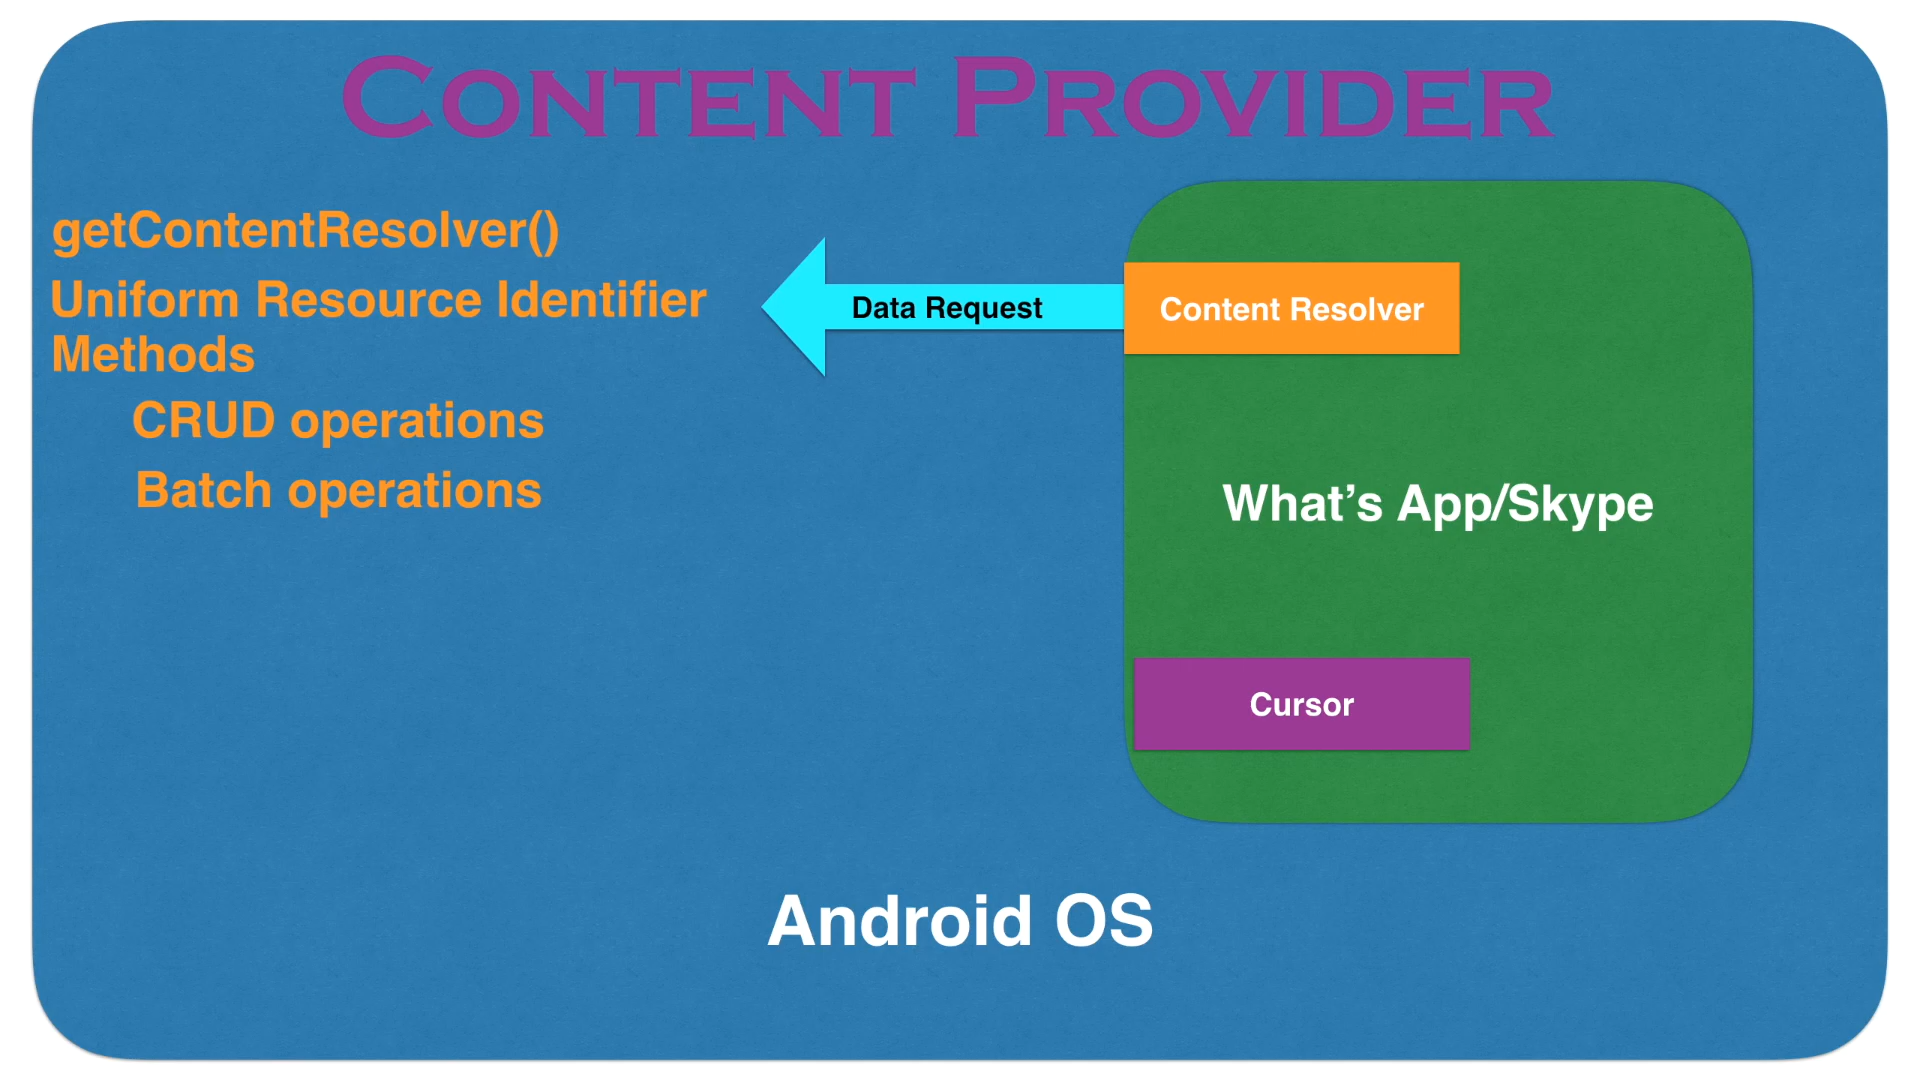 Content Provider
getContentResolver()
Uniform Resource Identifier
Methods
CRUD operations
Batch operations
Data Request
Content Resolver
What’s App/Skype
Cursor
Android OS